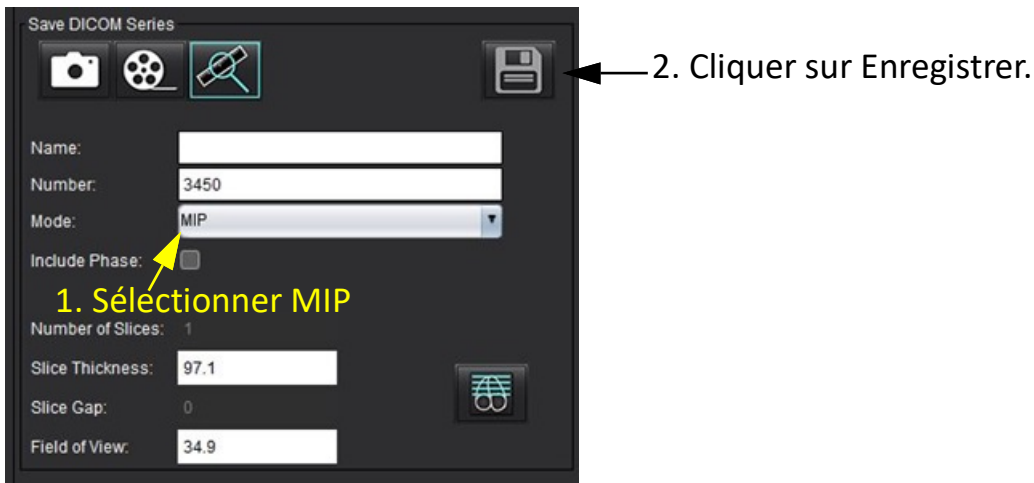 Save DICOM Series
2. Cliquer sur Enregistrer.
Name:
Number: 3450
Mode: MIP
Include Phase:
1. Sélectionner MIP
Number of Slices: 1
Slice Thickness: 97.1
Slice Gap: 0
Field of View: 34.9